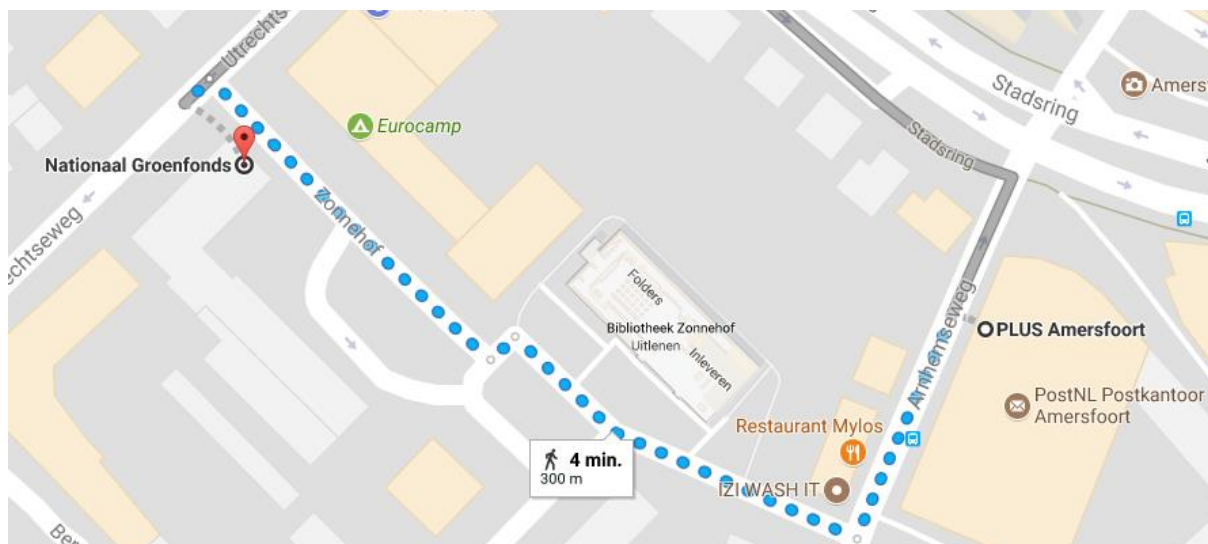 Utrechts
Eurocamp
Nationaal Groenfonds
Zonnehof
echtseweg
Stadsring
Stadsring
Amers
Folders
Bibliotheek Zonnehof
Uitlenen
Inleveren
Arnhemseweg
PLUS Amersfoort
PostNL Postkantoor
Amersfoort
Restaurant Mylos
4 min.
300 m
IZI WASH IT
Ber